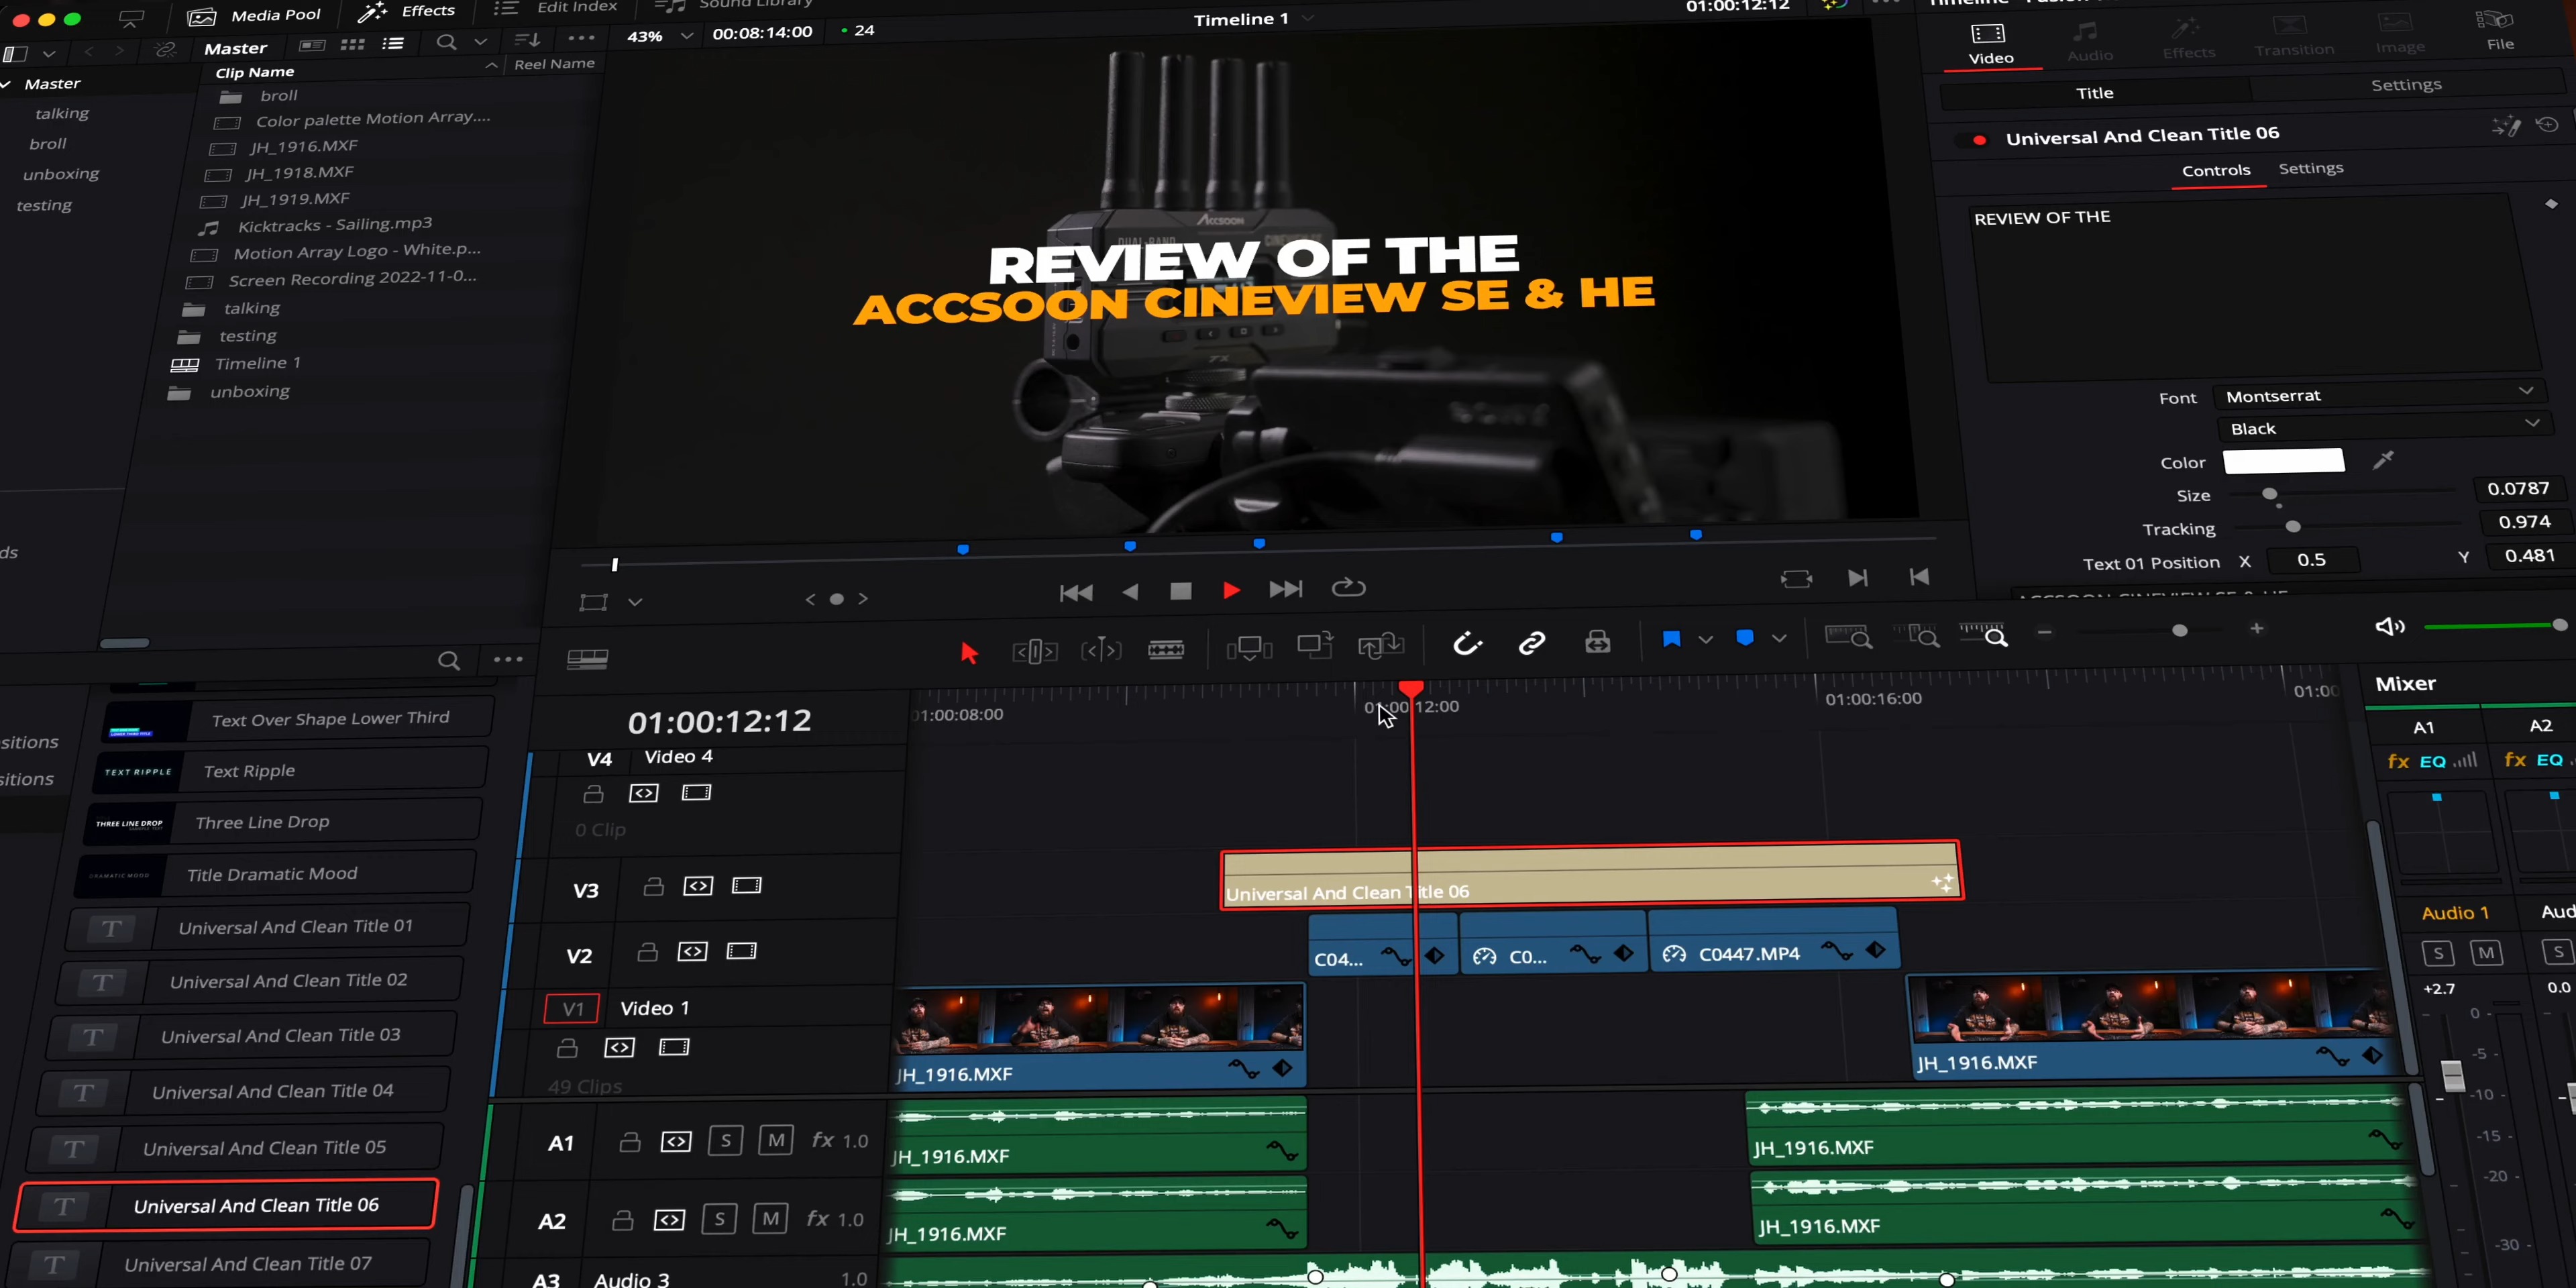 Media Pool
Effects
Edit Index
Sound Library
Master
43%
00:08:14:00
24
Timeline 1
01:00:12:12
Master
talking
broll
unboxing
testing
Clip Name
Reel Name
broll
Color palette Motion Array....
JH_1916.MXF
JH_1918.MXF
JH_1919.MXF
Kicktracks - Sailing.mp3
Motion Array Logo - White.p...
Screen Recording 2022-11-0...
talking
testing
Timeline 1
unboxing
ds
ACCSOON
DUAL-BAND
REVIEW OF THE
ACCSOON CINEVIEW SE & HE
TX
SONY
Video
Audio
Effects
Transition
Image
File
Title
Settings
Universal And Clean Title 06
Controls
Settings
REVIEW OF THE
Font
Montserrat
Black
Color
Size
0.0787
Tracking
0.974
Text 01 Position
X
0.5
Y
0.481
ACCSOON CINEVIEW SE & HE
sitions
sitions
Text Over Shape Lower Third
TEXT RIPPLE
Text Ripple
THREE LINE DROP
Three Line Drop
DRAMATIC MOOD
Title Dramatic Mood
T
Universal And Clean Title 01
T
Universal And Clean Title 02
T
Universal And Clean Title 03
T
Universal And Clean Title 04
T
Universal And Clean Title 05
T
Universal And Clean Title 06
T
Universal And Clean Title 07
01:00:12:12
01:00:08:00
01:00:12:00
01:00:16:00
01:00
V4
Video 4
0 Clip
V3
Universal And Clean Title 06
V2
C04...
C0...
C0447.MP4
V1
Video 1
49 Clips
JH_1916.MXF
JH_1916.MXF
A1
S
M
fx
1.0
JH_1916.MXF
JH_1916.MXF
A2
S
M
fx
1.0
JH_1916.MXF
JH_1916.MXF
A3
Audio 3
1.0
Mixer
A1
A2
fx
EQ
fx
EQ
Audio 1
Aud
S
M
S
+2.7
0.0
0
-5
-10
-15
-20
-30